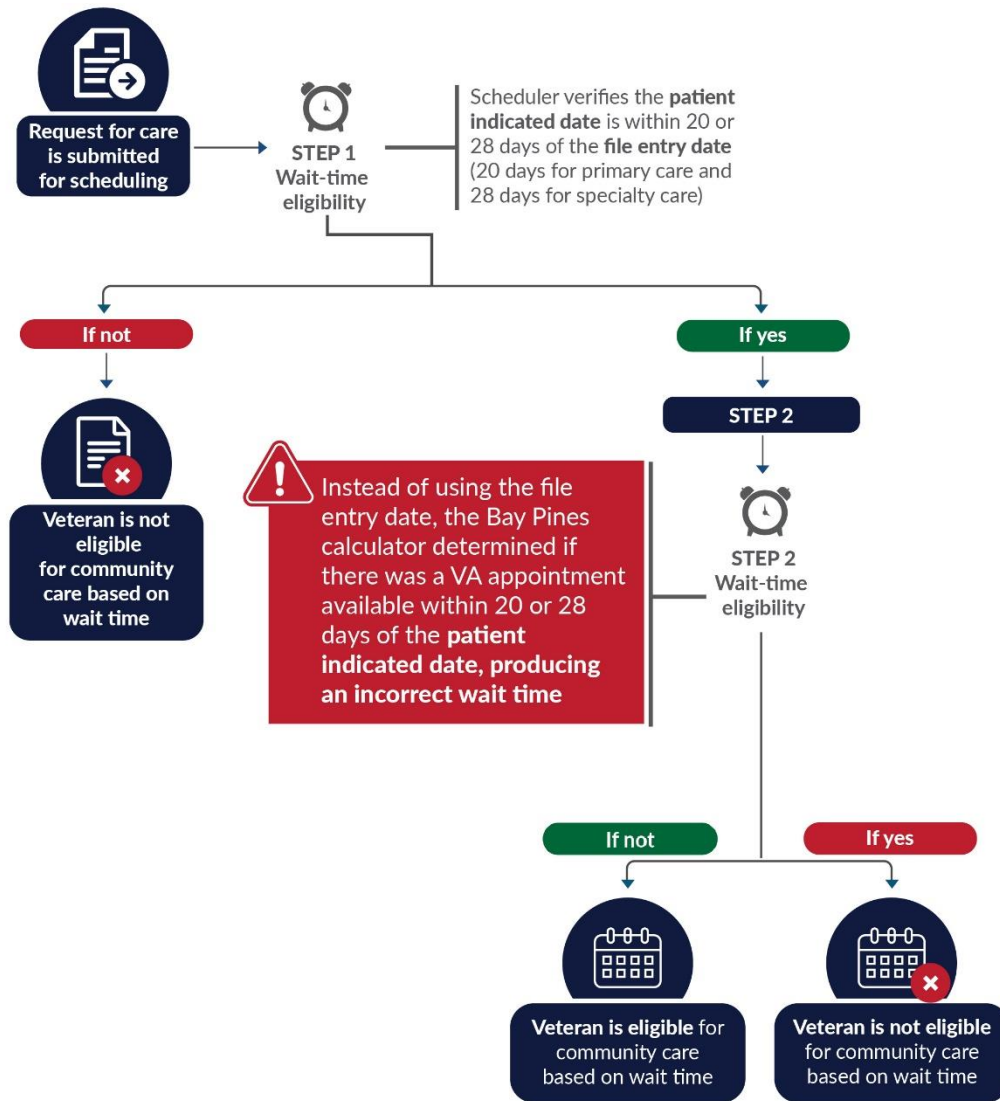 Request for care
is submitted
for scheduling
STEP 1
Wait-time
eligibility
Scheduler verifies the patient
indicated date is within 20 or
28 days of the file entry date
(20 days for primary care and
28 days for specialty care)
If not
If yes
Veteran is not
eligible
for community
care based on
wait time
STEP 2
Instead of using the file
entry date, the Bay Pines
calculator determined if
there was a VA appointment
available within 20 or 28
days of the patient
indicated date, producing
an incorrect wait time
STEP 2
Wait-time
eligibility
If not
If yes
Veteran is eligible for
community care
based on wait time
Veteran is not eligible
for community care
based on wait time